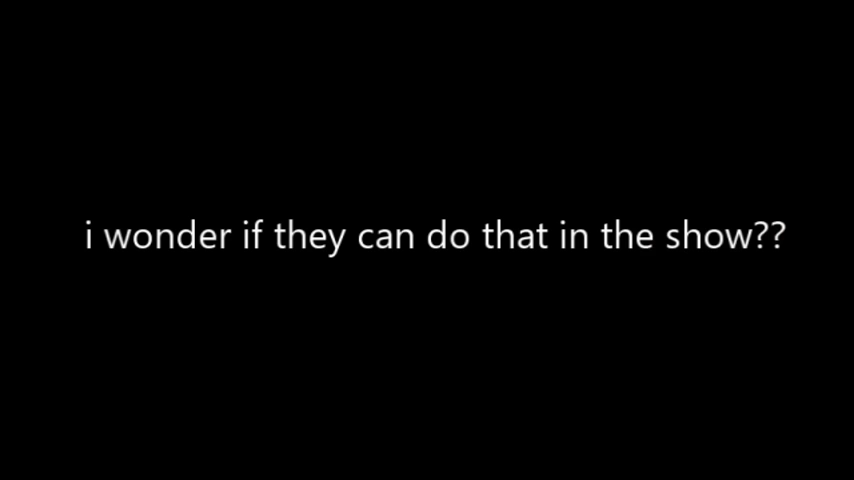 i wonder if they can do that in the show??